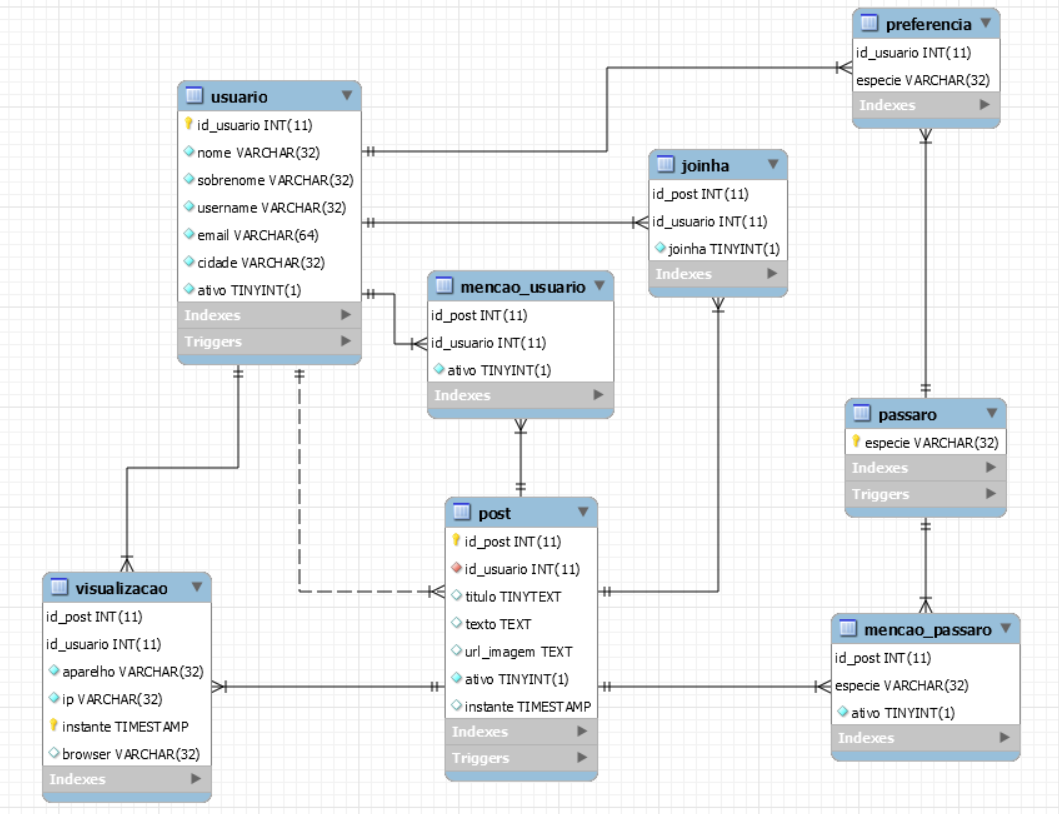 preferencia
id_usuario INT(11)
especie VARCHAR(32)
Indexes
usuario
id_usuario INT(11)
nome VARCHAR(32)
sobrenome VARCHAR(32)
username VARCHAR(32)
email VARCHAR(64)
cidade VARCHAR(32)
ativo TINYINT(1)
Indexes
Triggers
joinha
id_post INT(11)
id_usuario INT(11)
joinha TINYINT(1)
Indexes
mencao_usuario
id_post INT(11)
id_usuario INT(11)
ativo TINYINT(1)
Indexes
passaro
especie VARCHAR(32)
Indexes
Triggers
post
id_post INT(11)
id_usuario INT(11)
titulo TINYTEXT
texto TEXT
url_imagem TEXT
ativo TINYINT(1)
instante TIMESTAMP
Indexes
Triggers
visualizacao
id_post INT(11)
id_usuario INT(11)
aparelho VARCHAR(32)
ip VARCHAR(32)
instante TIMESTAMP
browser VARCHAR(32)
Indexes
mencao_passaro
id_post INT(11)
especie VARCHAR(32)
ativo TINYINT(1)
Indexes